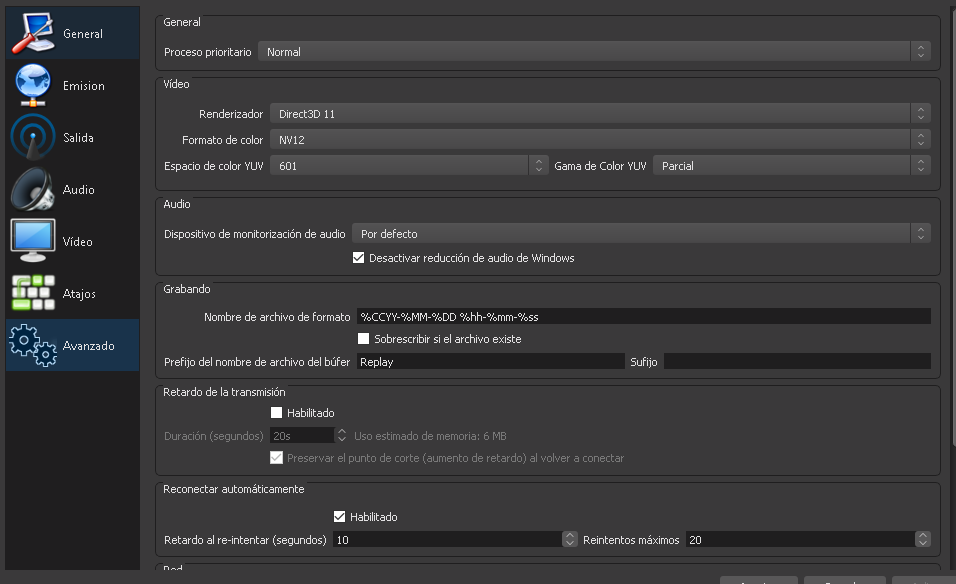 General
Emision
Salida
Audio
Vídeo
Atajos
Avanzado
General
Proceso prioritario Normal
Vídeo
Renderizador Direct3D 11
Formato de color NV12
Espacio de color YUV 601 Gama de Color YUV Parcial
Audio
Dispositivo de monitorización de audio Por defecto
Desactivar reducción de audio de Windows
Grabando
Nombre de archivo de formato %CCYY-%MM-%DD %hh-%mm-%ss
Sobrescribir si el archivo existe
Prefijo del nombre de archivo del búfer Replay Sufijo
Retardo de la transmisión
Habilitado
Duración (segundos) 20s Uso estimado de memoria: 6 MB
Preservar el punto de corte (aumento de retardo) al volver a conectar
Reconectar automáticamente
Habilitado
Retardo al re-intentar (segundos) 10 Reintentos máximos 20
Red